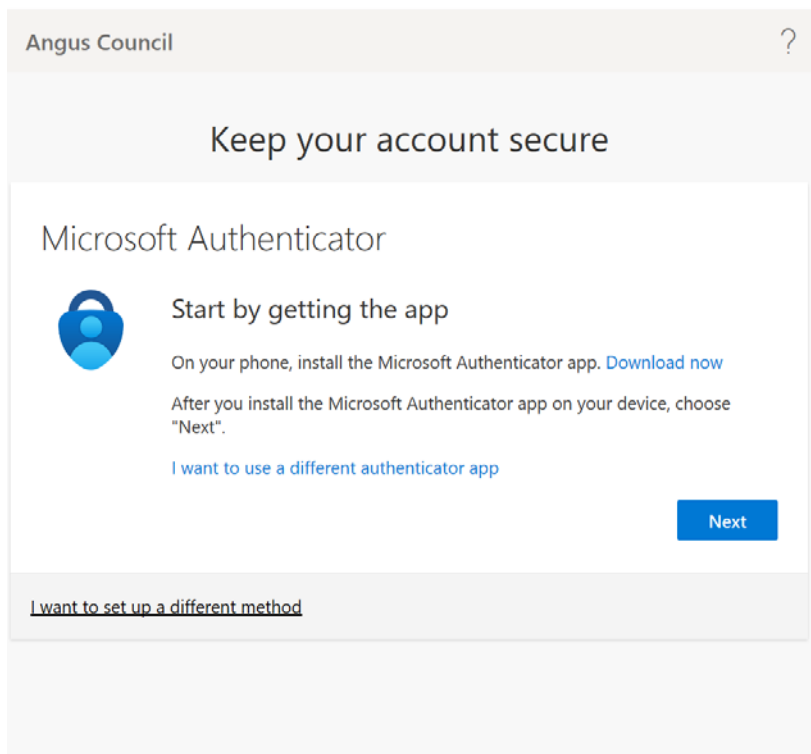 Angus Council
?
Keep your account secure
Microsoft Authenticator
Start by getting the app
On your phone, install the Microsoft Authenticator app. Download now
After you install the Microsoft Authenticator app on your device, choose
"Next".
I want to use a different authenticator app
Next
I want to set up a different method